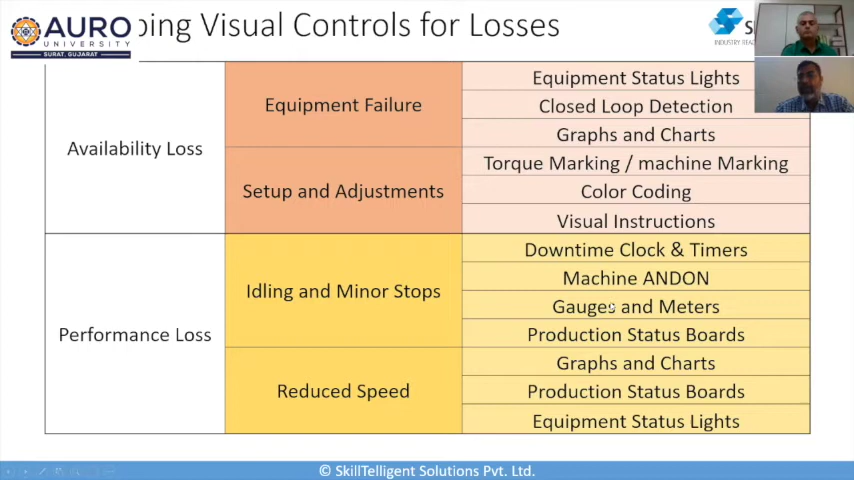 AURO
UNIVERSITY
SURAT, GUJARAT
ping Visual Controls for Losses
Availability Loss
Equipment Failure
Equipment Status Lights
Closed Loop Detection
Graphs and Charts
Setup and Adjustments
Torque Marking / machine Marking
Color Coding
Visual Instructions
Performance Loss
Idling and Minor Stops
Downtime Clock & Timers
Machine ANDON
Gauges and Meters
Production Status Boards
Reduced Speed
Graphs and Charts
Production Status Boards
Equipment Status Lights
© SkillTelligent Solutions Pvt. Ltd.